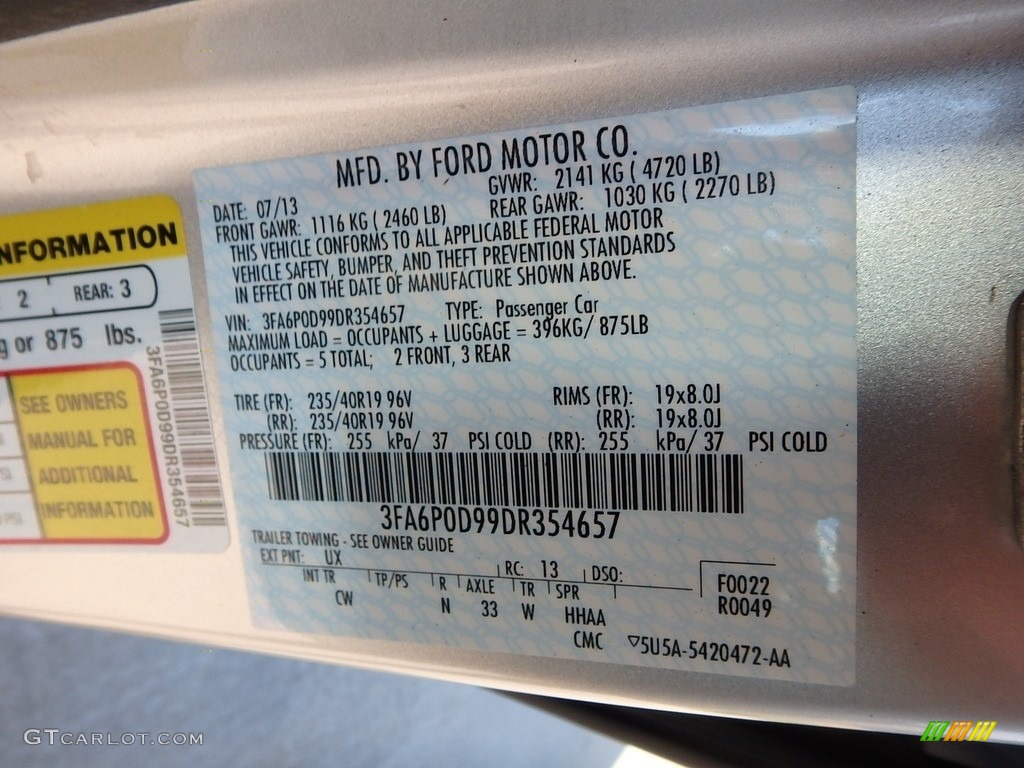 MFD. BY FORD MOTOR CO.
DATE: 07/13 GVWR: 2141 KG ( 4720 LB)
FRONT GAWR: 1116 KG ( 2460 LB) REAR GAWR: 1030 KG ( 2270 LB)
THIS VEHICLE CONFORMS TO ALL APPLICABLE FEDERAL MOTOR
VEHICLE SAFETY, BUMPER, AND THEFT PREVENTION STANDARDS
IN EFFECT ON THE DATE OF MANUFACTURE SHOWN ABOVE.
VIN: 3FA6P0D99DR354657 TYPE: Passenger Car
MAXIMUM LOAD = OCCUPANTS + LUGGAGE = 396KG/ 875LB
OCCUPANTS = 5 TOTAL; 2 FRONT, 3 REAR
TIRE (FR): 235/40R19 96V RIMS (FR): 19x8.0J
(RR): 235/40R19 96V (RR): 19x8.0J
PRESSURE (FR): 255 kPa/ 37 PSI COLD (RR): 255 kPa/ 37 PSI COLD
3FA6P0D99DR354657
TRAILER TOWING - SEE OWNER GUIDE
EXT PNT: UX RC: 13 DSO:
INT TR TP/PS R AXLE TR SPR F0022
CW N 33 W HHAA R0049
CMC ▽5U5A-5420472-AA
NFORMATION
: 2 REAR: 3
g or 875 lbs.
3FA6P0D99DR354657
SEE OWNERS
MANUAL FOR
ADDITIONAL
INFORMATION
PSI
GTCARLOT.COM